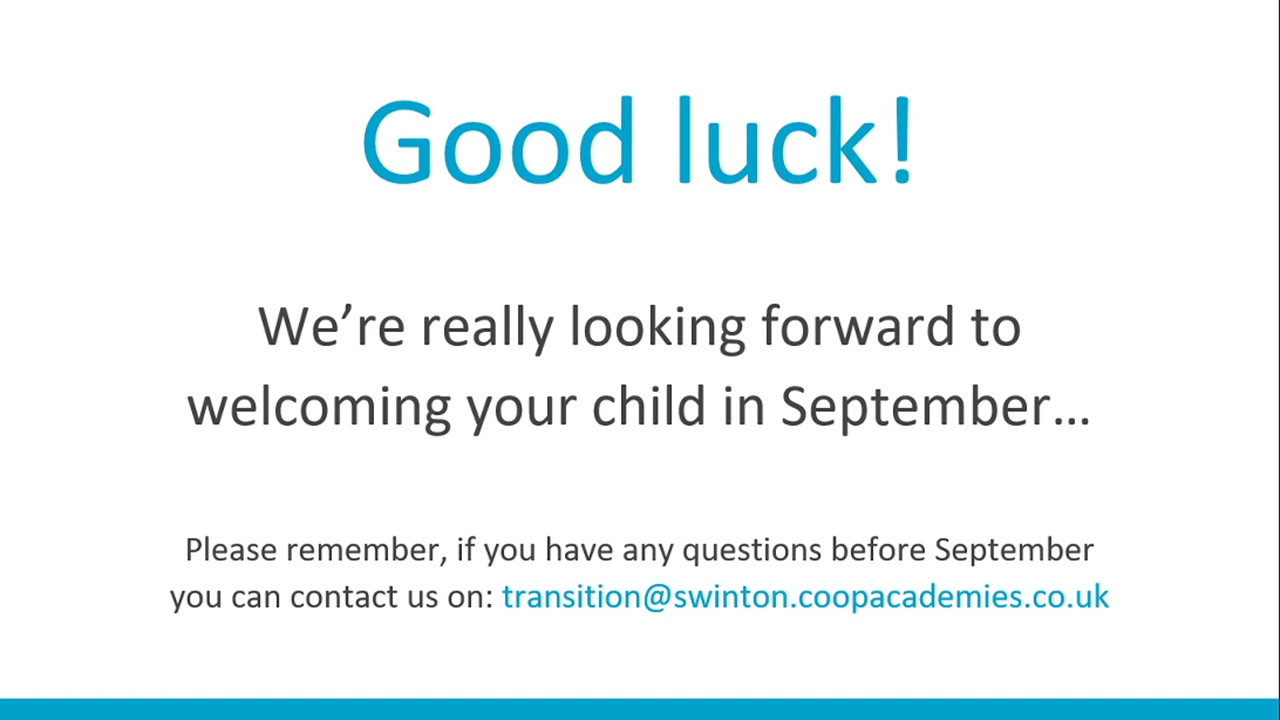 Good luck!
We’re really looking forward to
welcoming your child in September…
Please remember, if you have any questions before September
you can contact us on: transition@swinton.coopacademies.co.uk